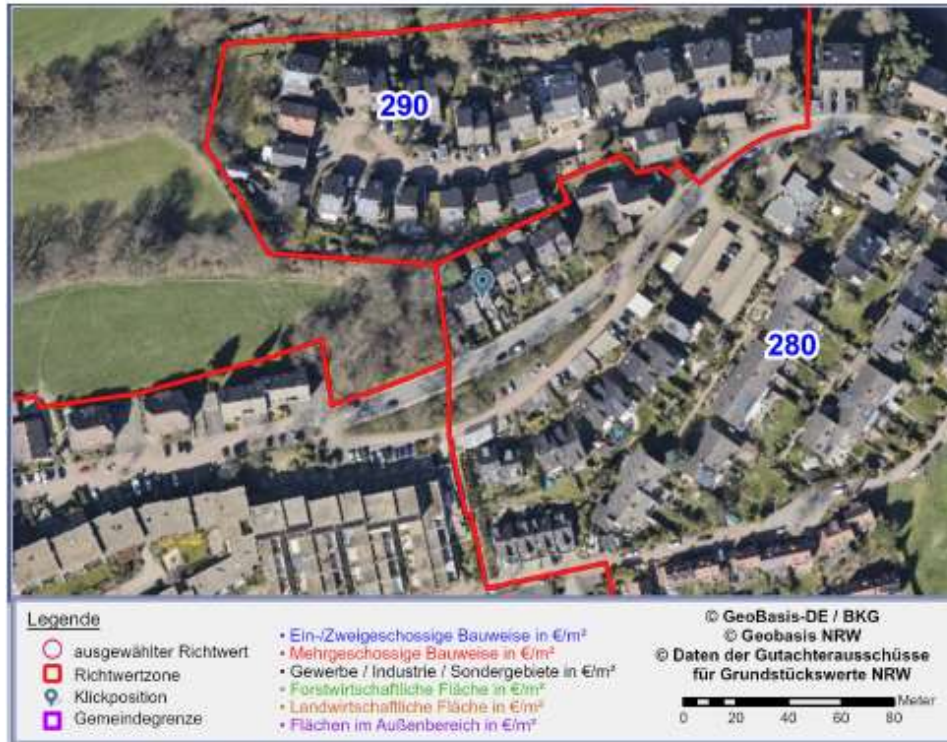 290
280
Legende
ausgewählter Richtwert
Richtwertzone
Klickposition
Gemeindegrenze
• Ein-/Zweigeschossige Bauweise in €/m²
• Mehrgeschossige Bauweise in €/m²
• Gewerbe / Industrie / Sondergebiete in €/m²
• Forstwirtschaftliche Fläche in €/m²
• Landwirtschaftliche Fläche in €/m²
• Flächen im Außenbereich in €/m²
© GeoBasis-DE / BKG
© Geobasis NRW
© Daten der Gutachterausschüsse
für Grundstückswerte NRW
Meter
0 20 40 60 80